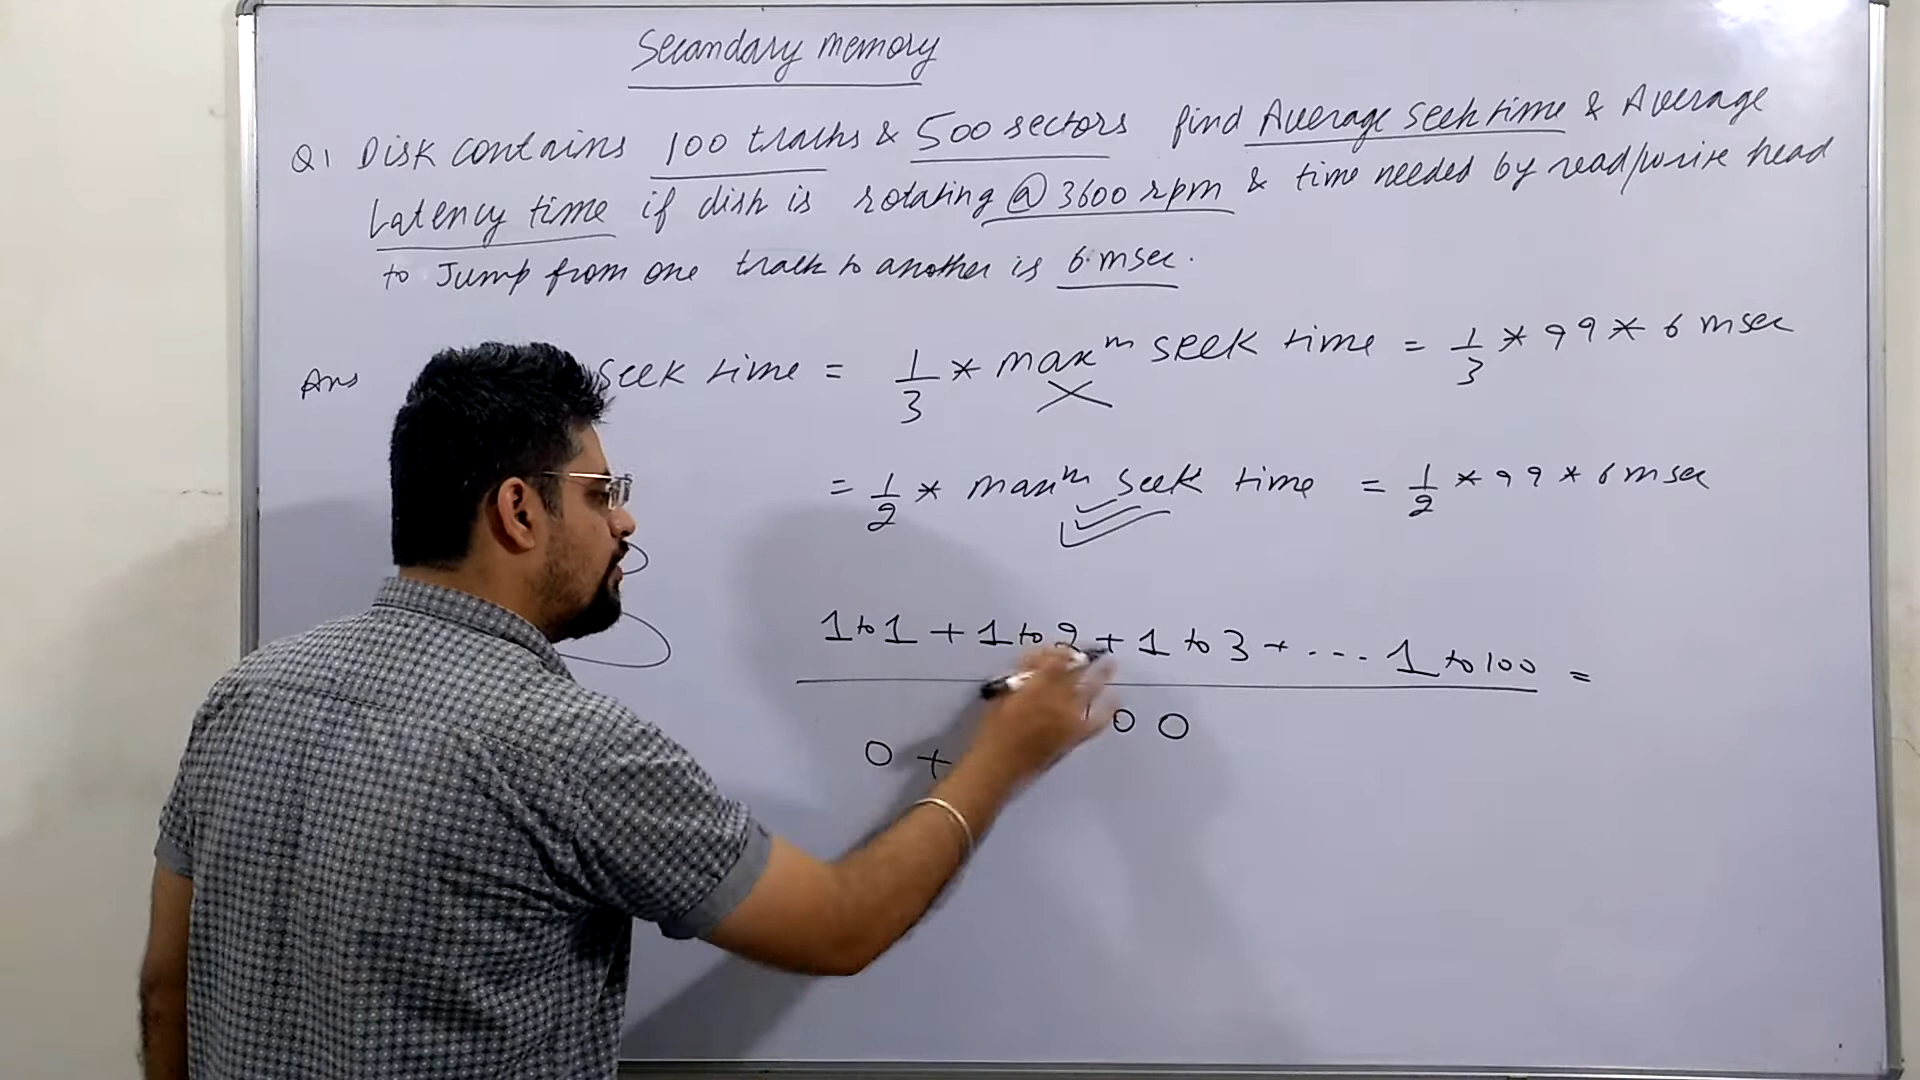 Secondary memory
Q1 Disk contains 100 tracks & 500 sectors find Average seek time & Average
Latency time if disk is rotating @ 3600 rpm & time needed by read/write head
to Jump from one track to another is 6 msec.
Ans seek time = 1/3 * max^m seek time = 1/3 * 99 * 6 msec
= 1/2 * max^m seek time = 1/2 * 99 * 6 msec
1 to 1 + 1 to 2 + 1 to 3 + .... 1 to 100 =
00
0 +